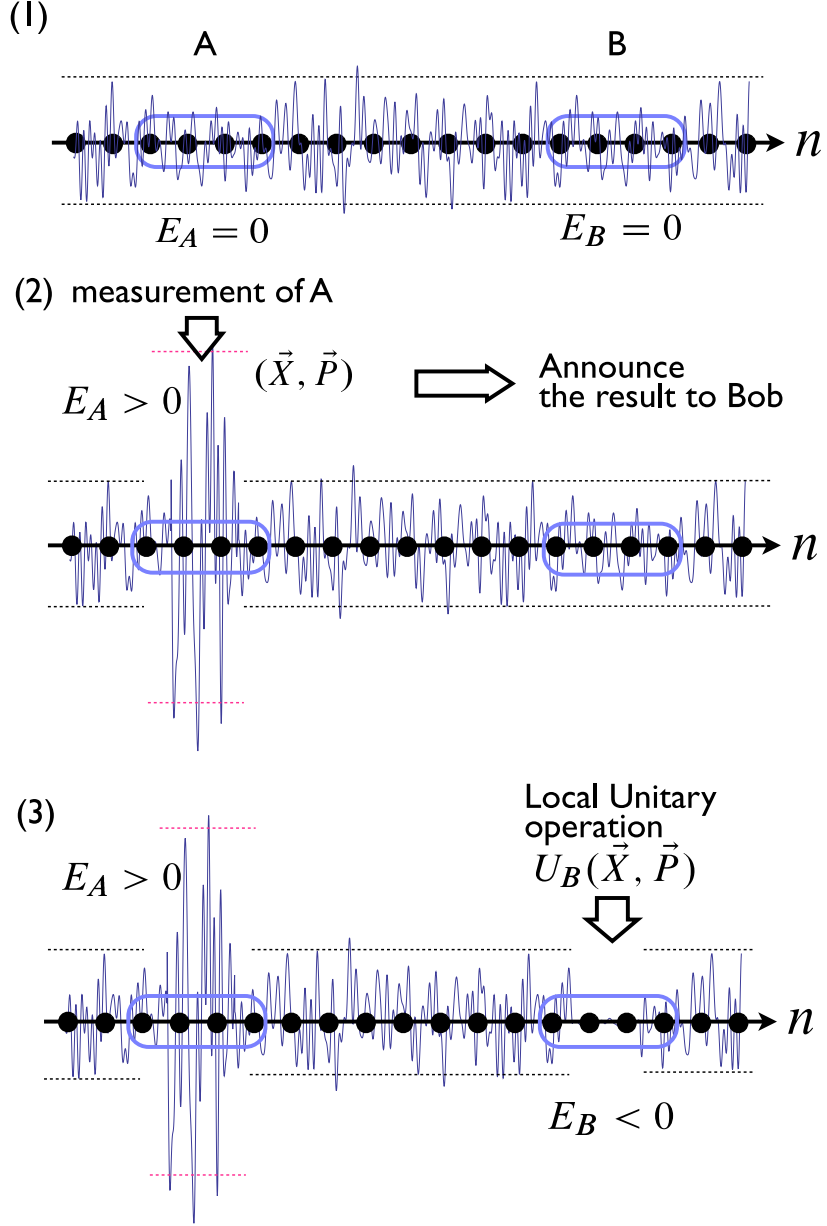 (1)
A B
n
E_A = 0 E_B = 0
(2) measurement of A
(X⃗, P⃗)
Announce
the result to Bob
E_A > 0
n
(3)
Local Unitary
operation
U_B(X⃗, P⃗)
E_A > 0
n
E_B < 0